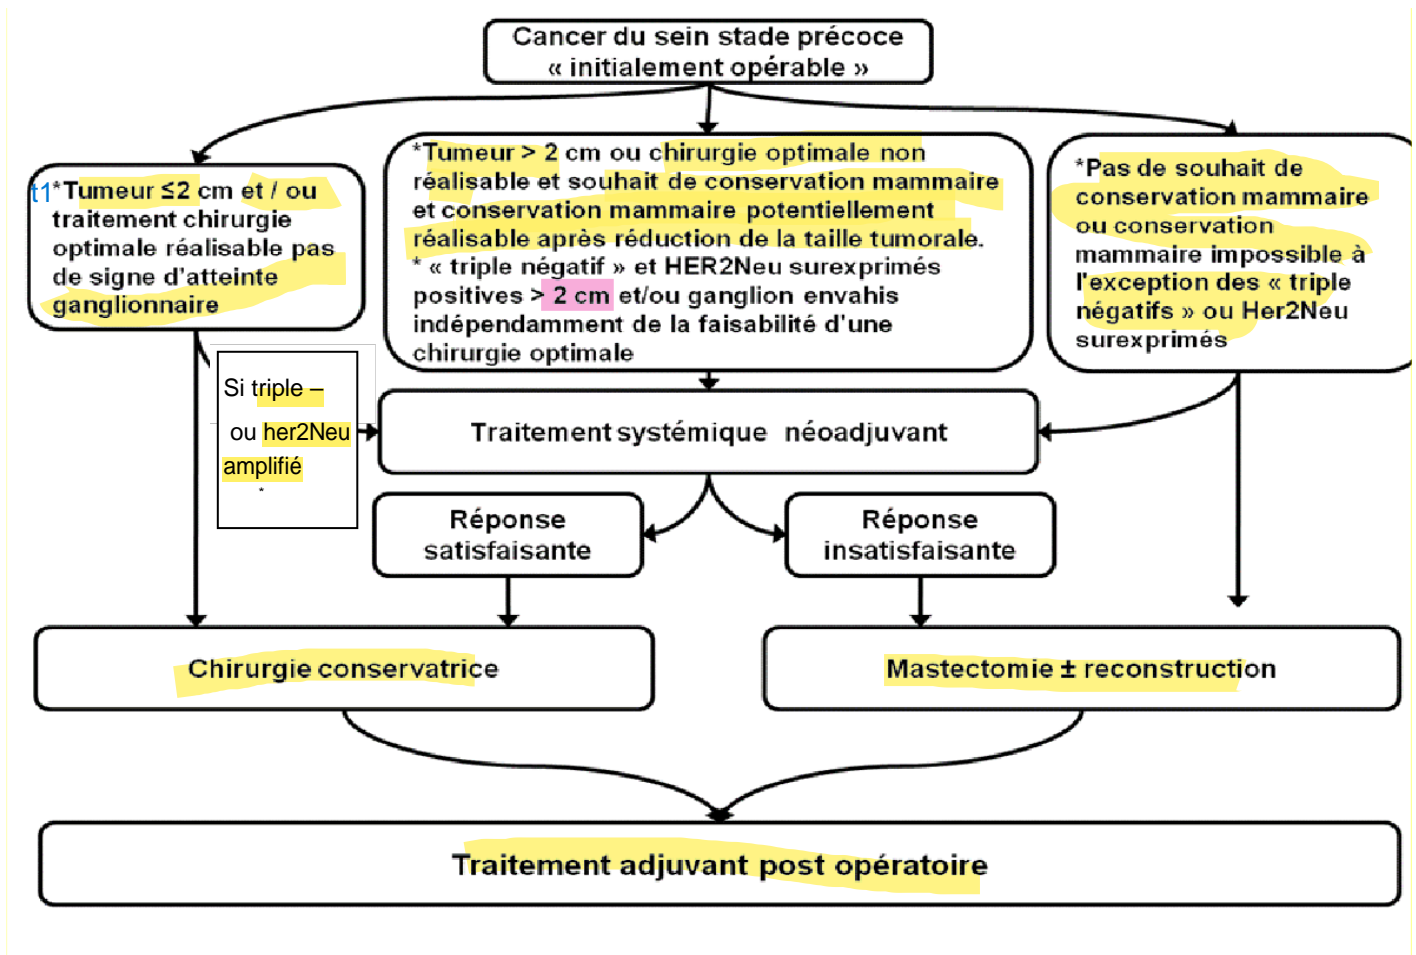 Cancer du sein stade précoce
« initialement opérable »
t1*Tumeur ≤2 cm et / ou
traitement chirurgie
optimale réalisable pas
de signe d'atteinte
ganglionnaire
*Tumeur > 2 cm ou chirurgie optimale non
réalisable et souhait de conservation mammaire
et conservation mammaire potentiellement
réalisable après réduction de la taille tumorale.
* « triple négatif » et HER2Neu surexprimés
positives > 2 cm et/ou ganglion envahis
indépendamment de la faisabilité d'une
chirurgie optimale
*Pas de souhait de
conservation mammaire
ou conservation
mammaire impossible à
l'exception des « triple
négatifs » ou Her2Neu
surexprimés
Si triple –
ou her2Neu
amplifié
*
Traitement systémique néoadjuvant
Réponse
satisfaisante
Réponse
insatisfaisante
Chirurgie conservatrice
Mastectomie ± reconstruction
Traitement adjuvant post opératoire